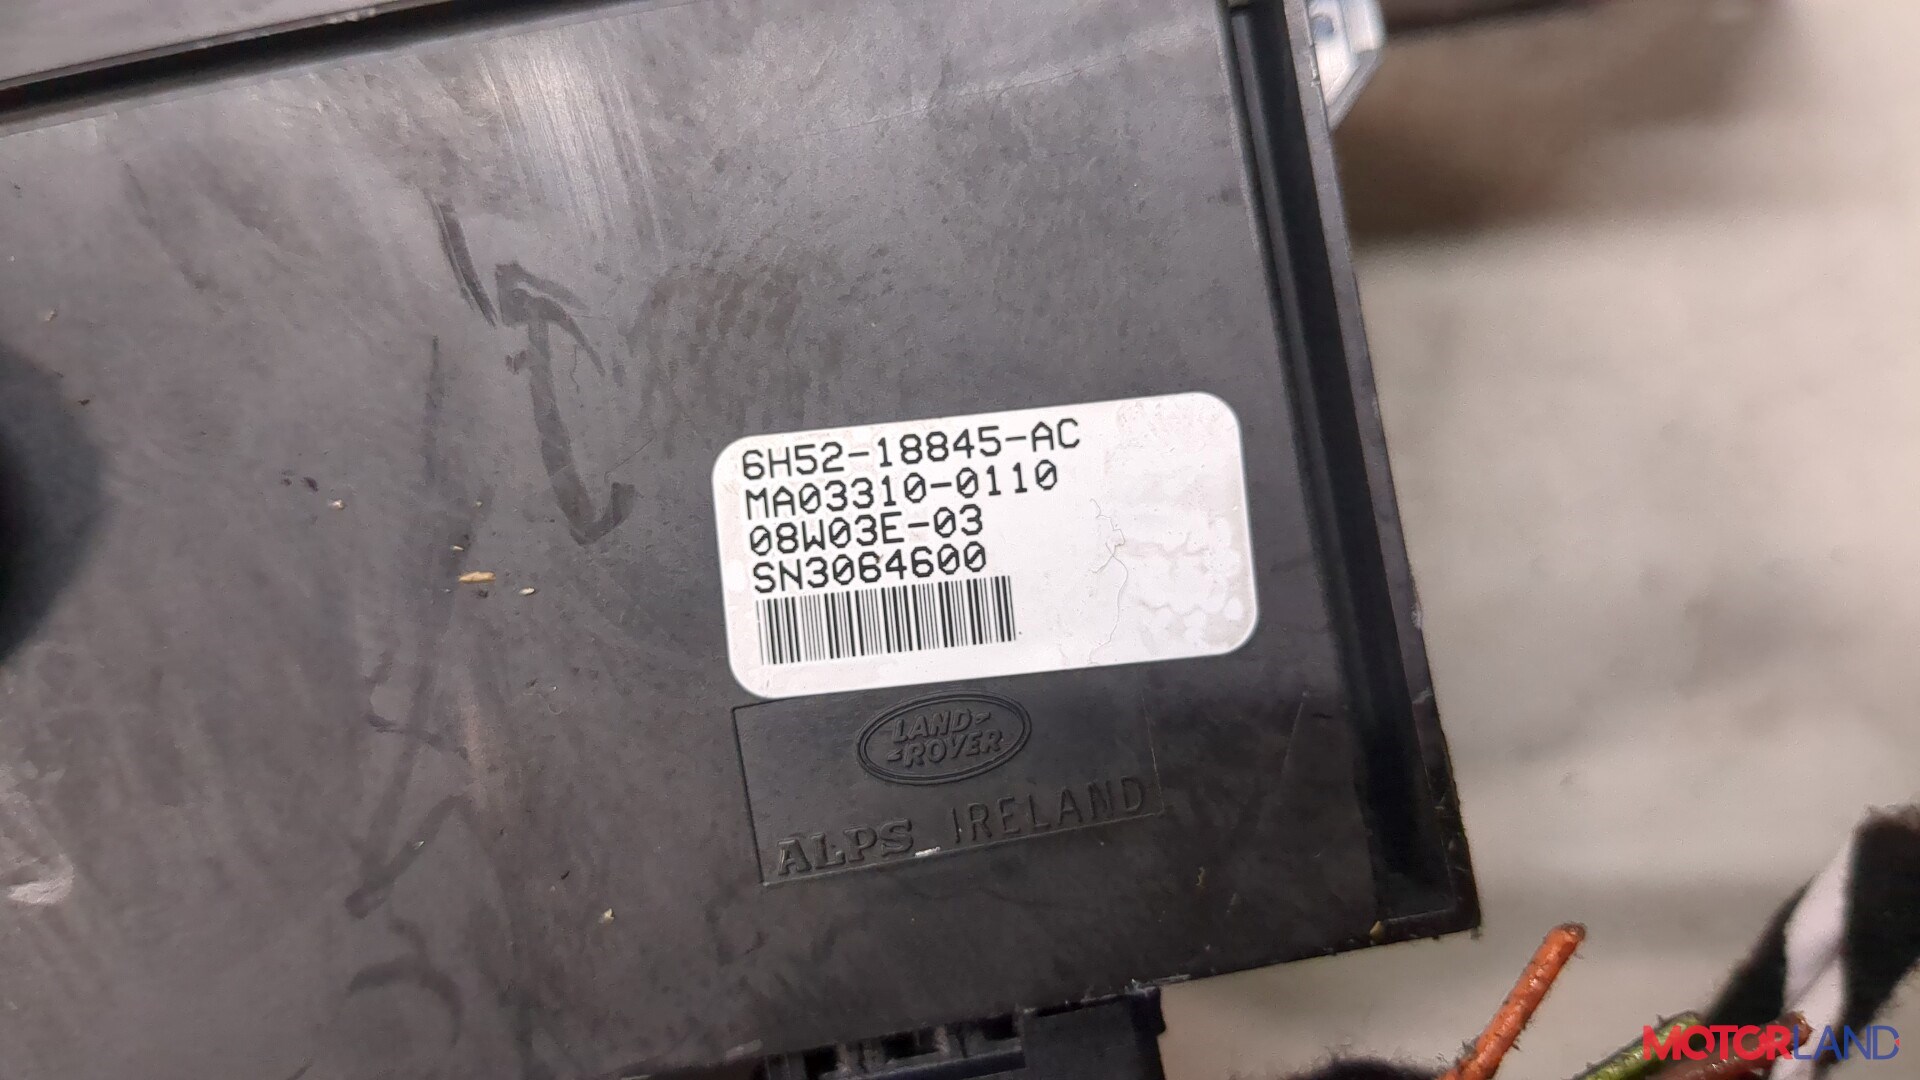 6H52-18845-AC
MA03310-0110
08W03E-03
SN3064600
LAND-
-ROVER
ALPS IRELAND
MOTORLAND